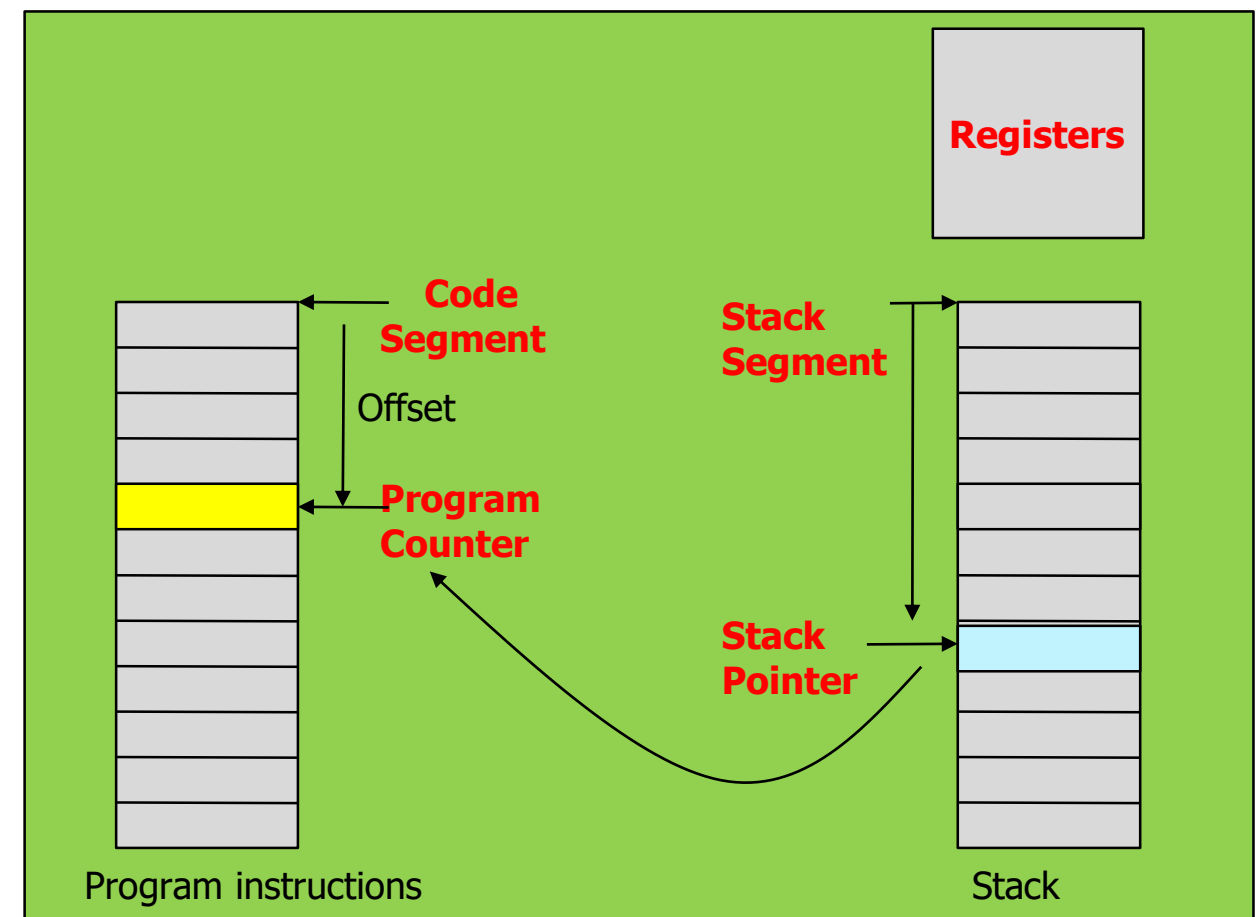 Registers
Code
Segment
Stack
Segment
Offset
Program
Counter
Stack
Pointer
Program instructions
Stack